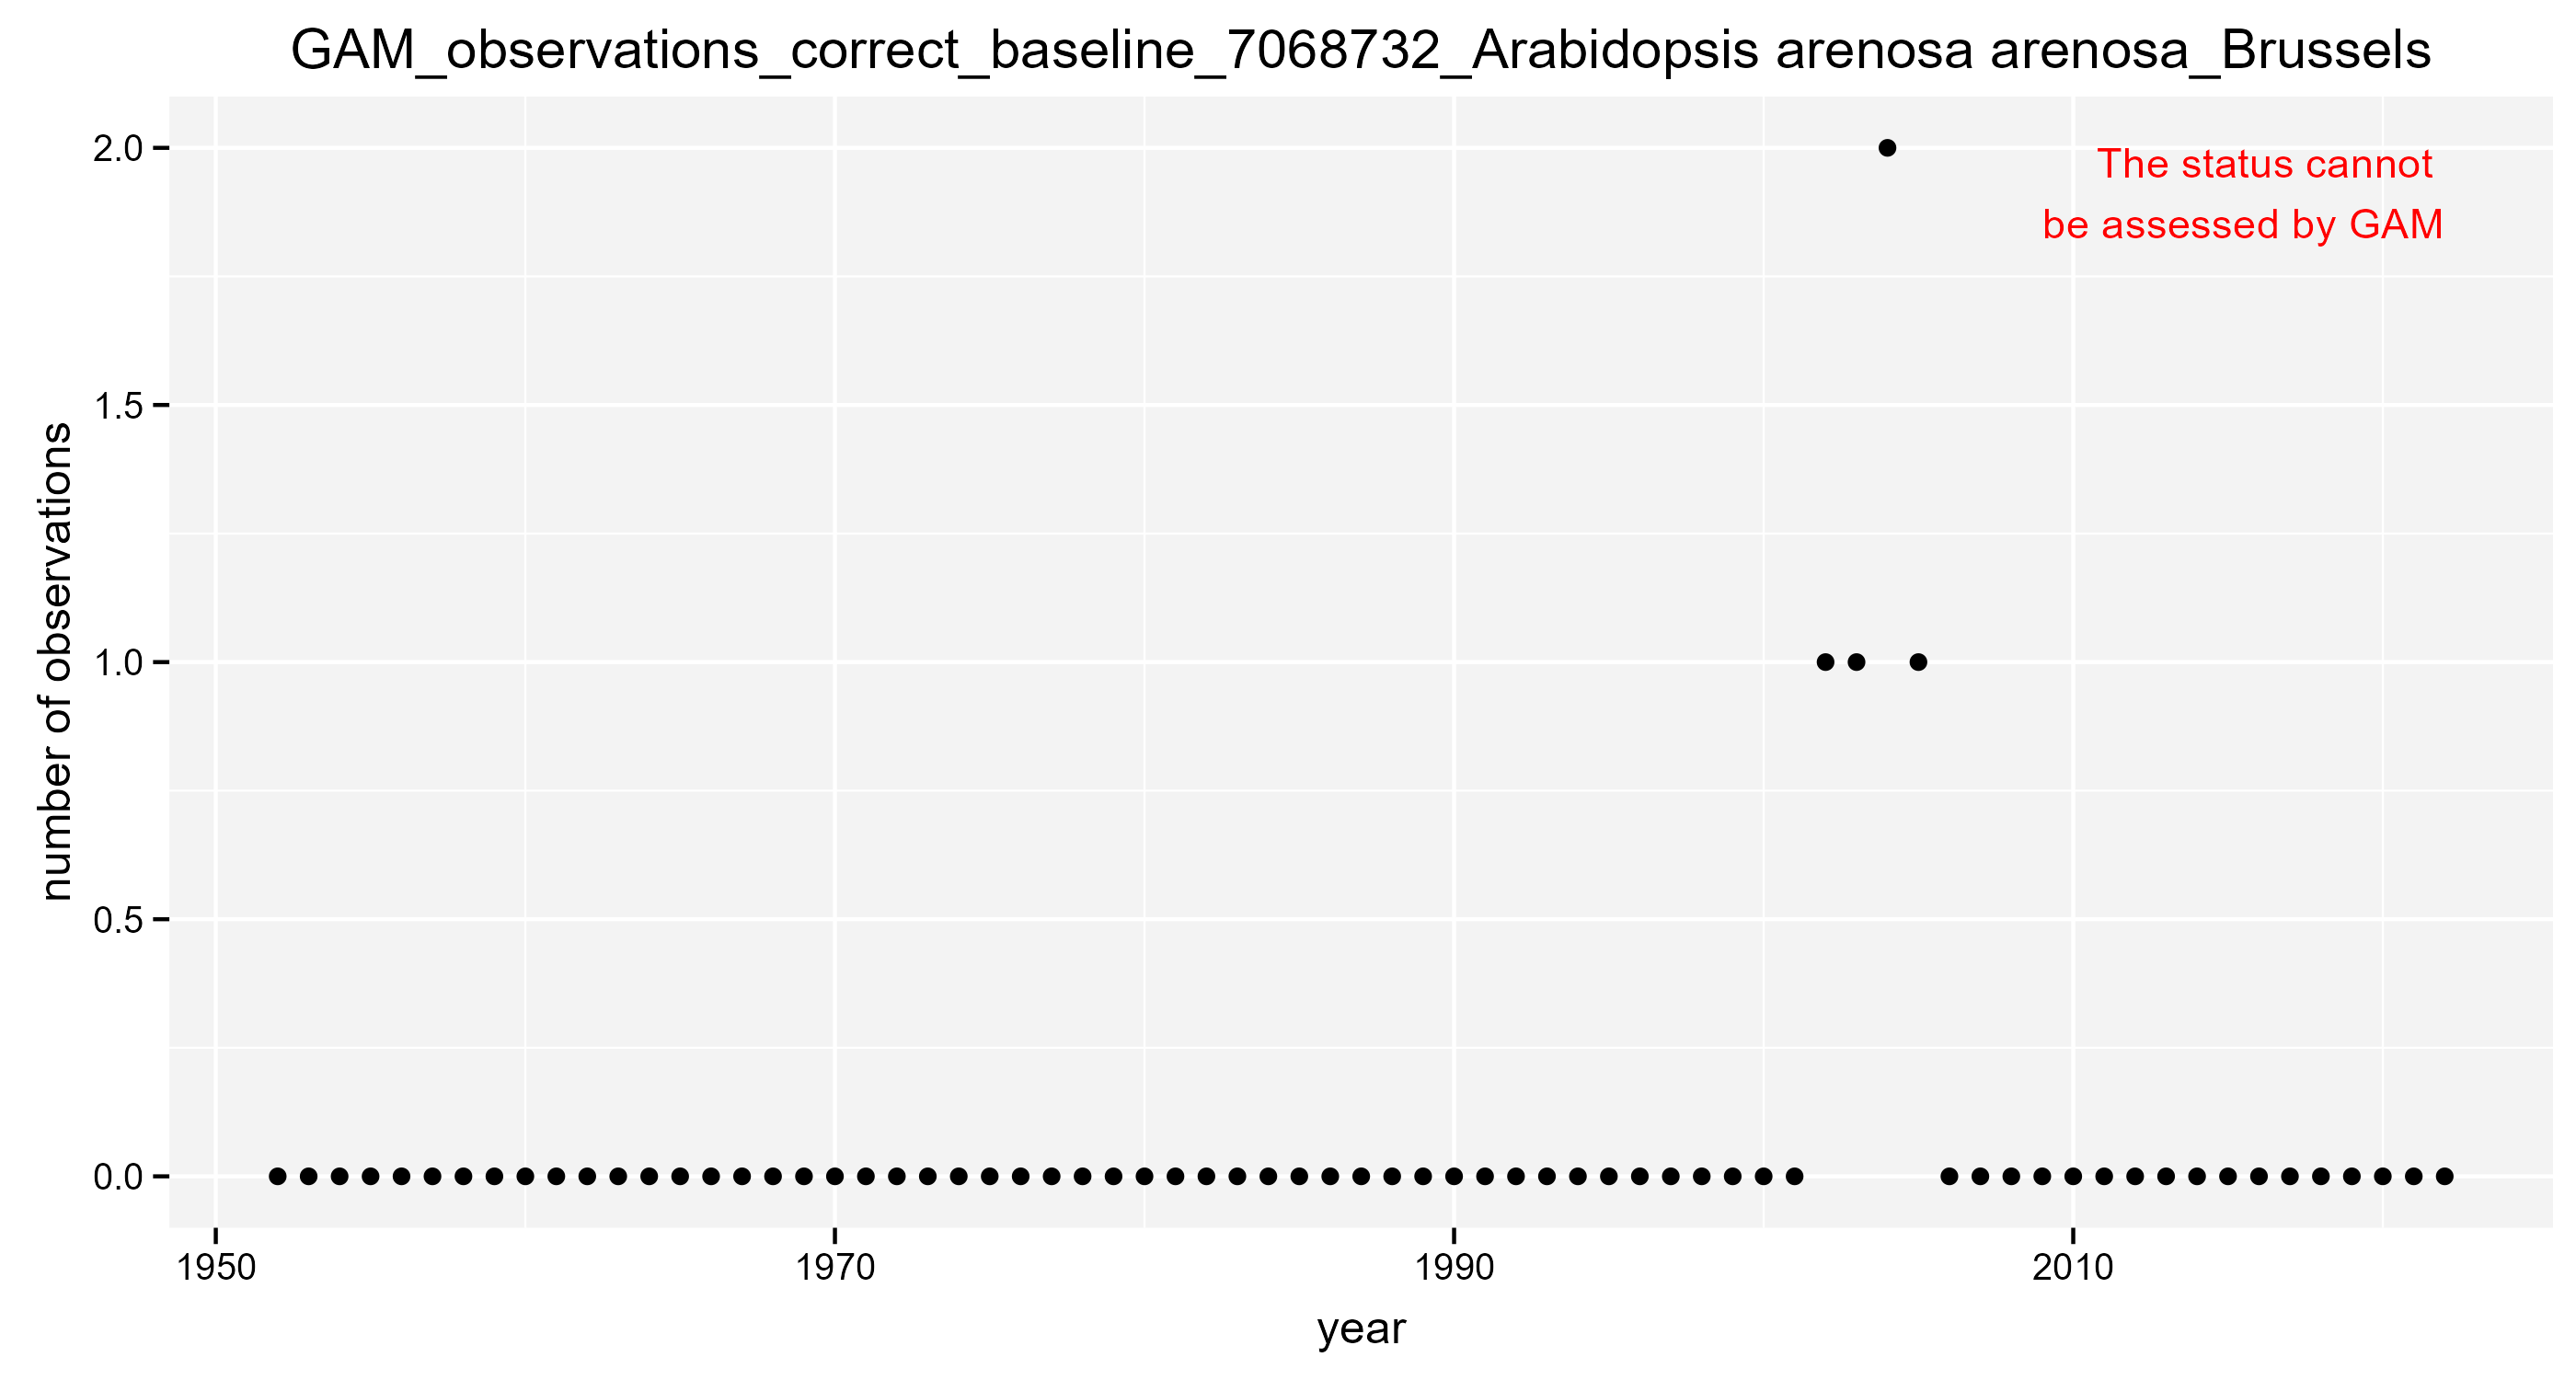 GAM_observations_correct_baseline_7068732_Arabidopsis arenosa arenosa_Brussels
The status cannot
be assessed by GAM
2.0
1.5
1.0
0.5
0.0
number of observations
1950
1970
1990
2010
year